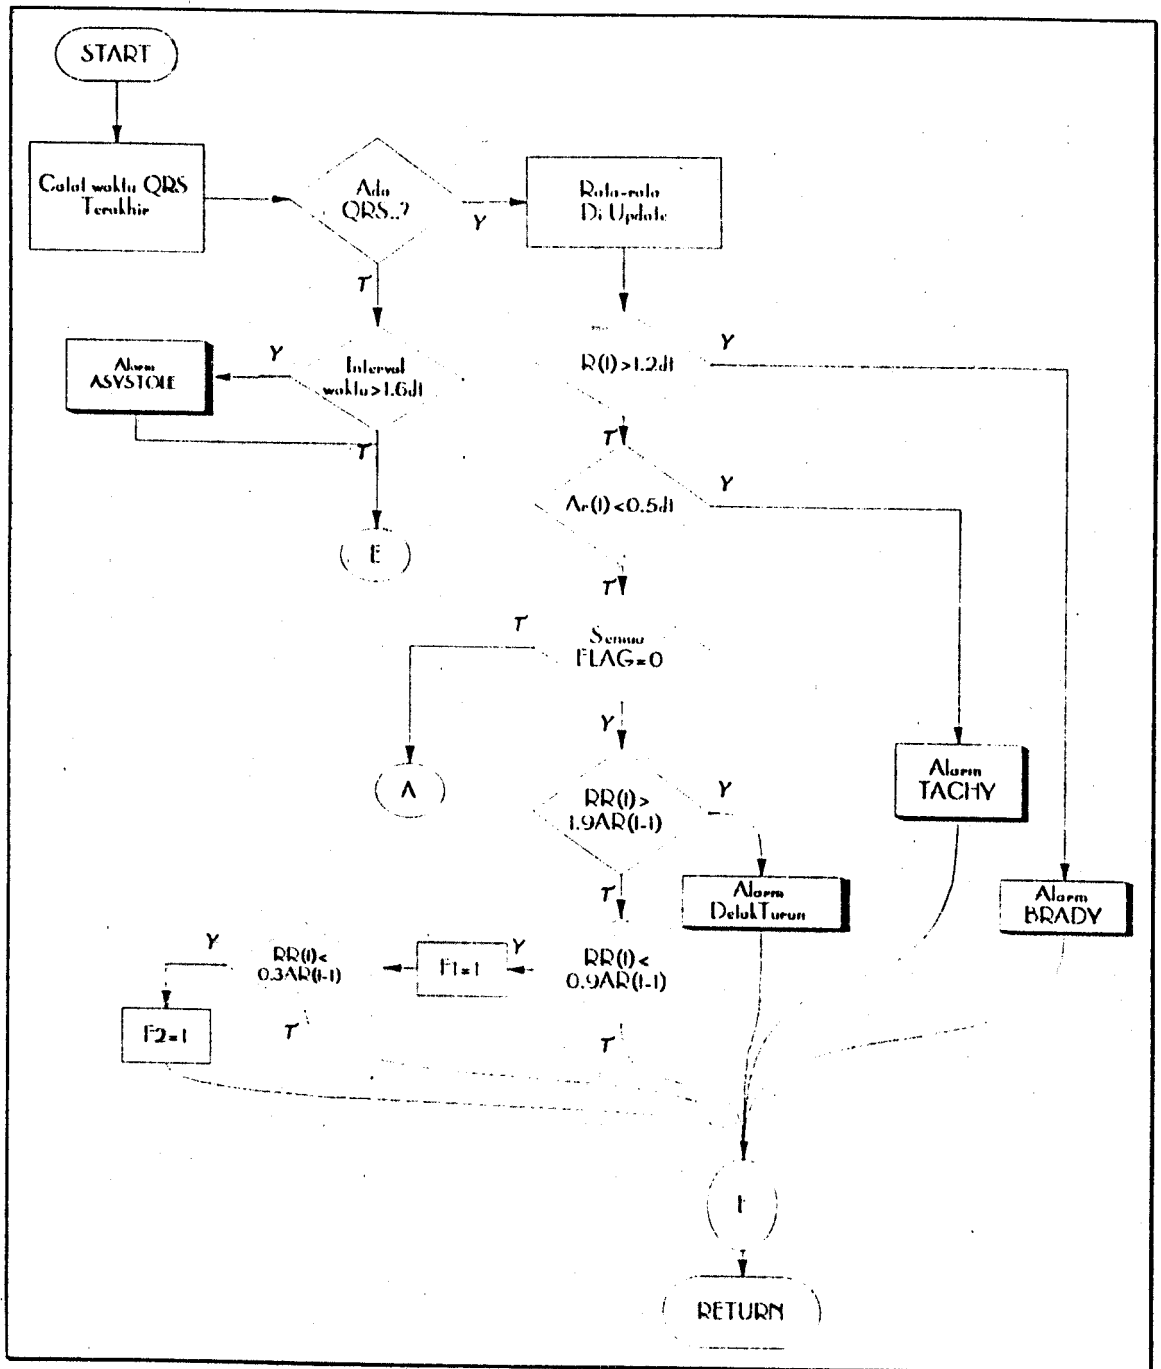 START
Catat waktu QRS
Terakhir
Ada
QRS..?
Y
Rata-rata
Di Update
T
Alarm
ASYSTOLE
Y
Interval
waktu>1.6dt
T
E
R(I)>1.2dt
Y
T
Ar(I)<0.5dt
Y
T
Semua
FLAG=0
T
Y
A
RR(I)>
1.9AR(I-1)
Y
T
Alarm
TACHY
Alarm
DetakTurun
Alarm
BRADY
RR(I)<
0.9AR(I-1)
Y
T
F1=1
RR(I)<
0.3AR(I-1)
Y
T
F2=1
RETURN